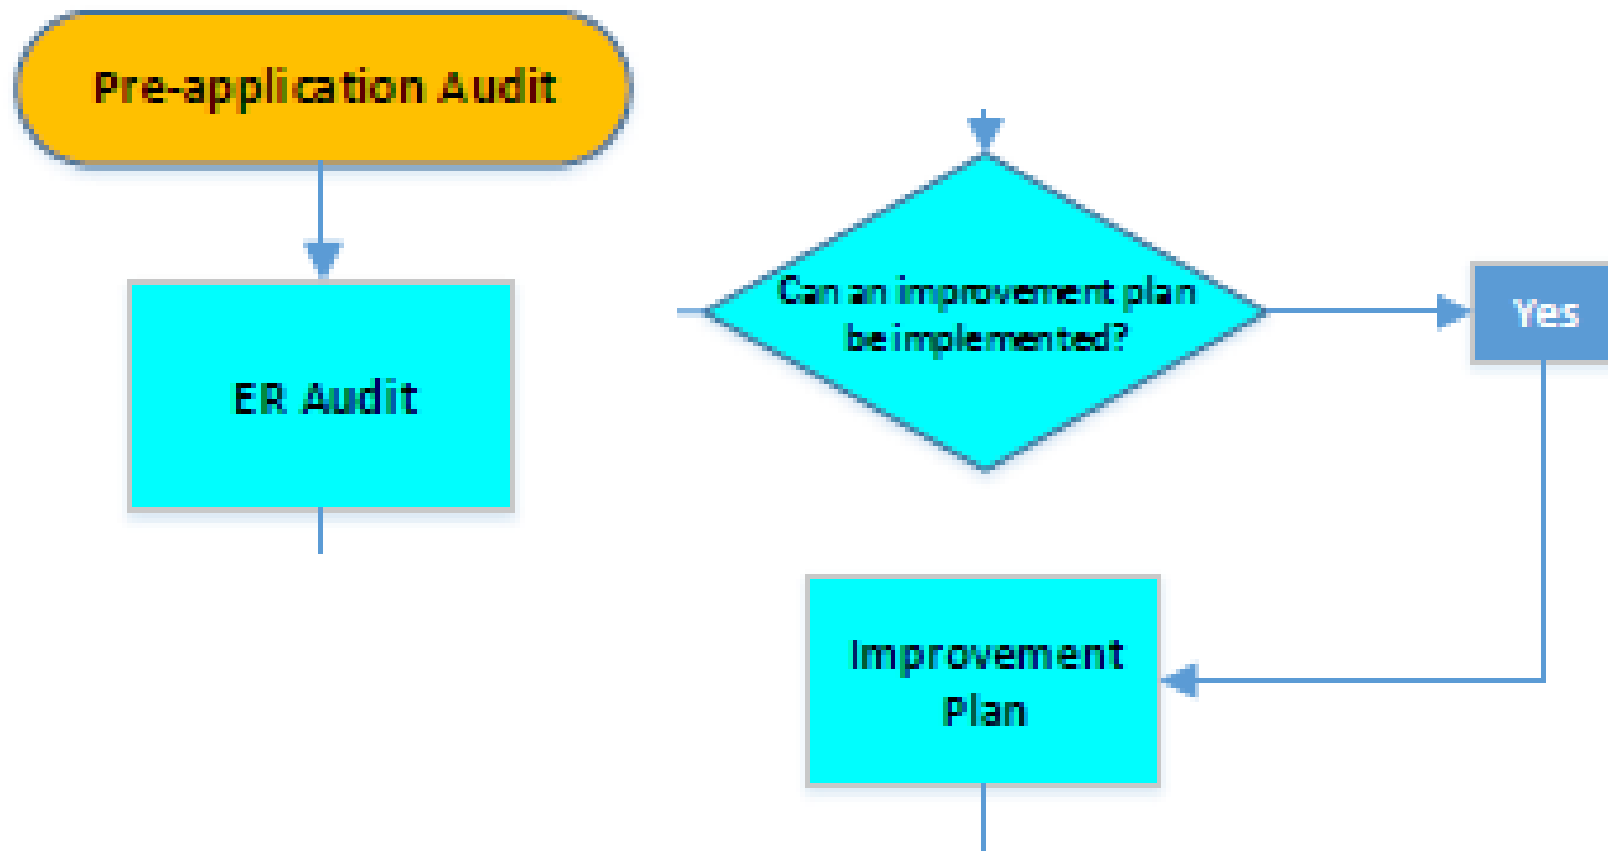 Pre-application Audit
ER Audit
Can an improvement plan
be implemented?
Yes
Improvement
Plan